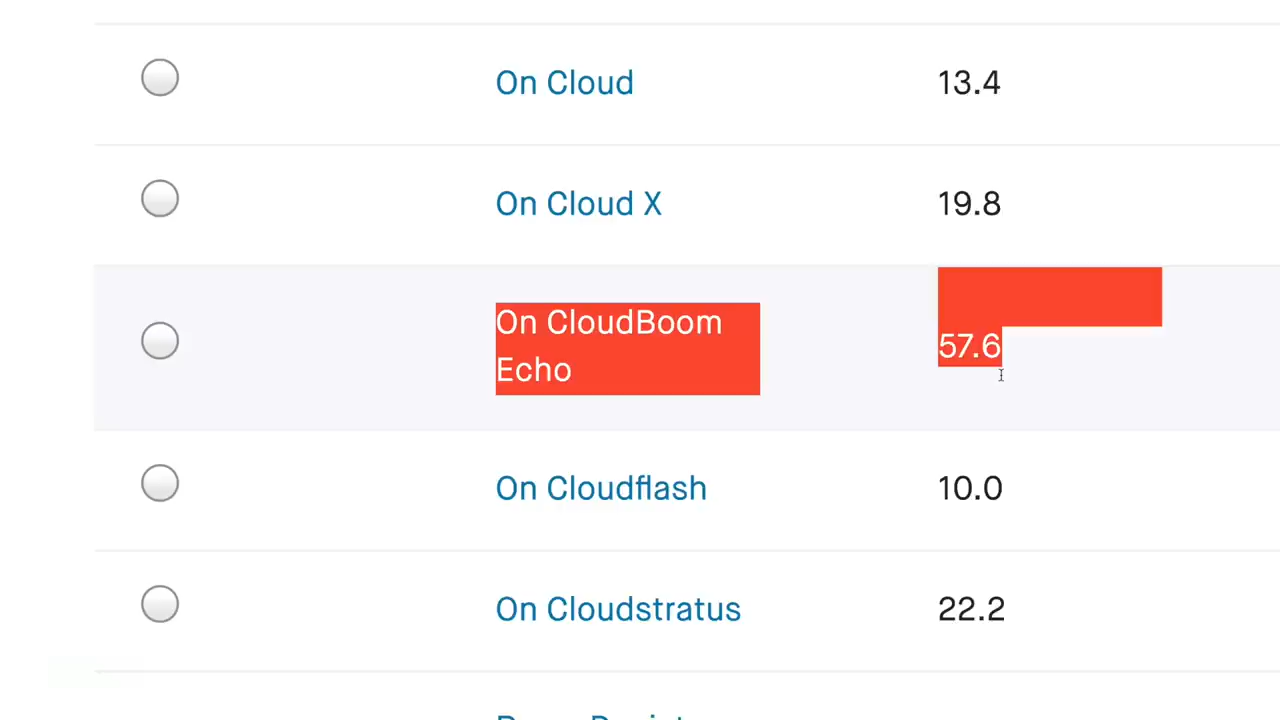 On Cloud 13.4
On Cloud X 19.8
On CloudBoom
Echo
57.6
On Cloudflash 10.0
On Cloudstratus 22.2